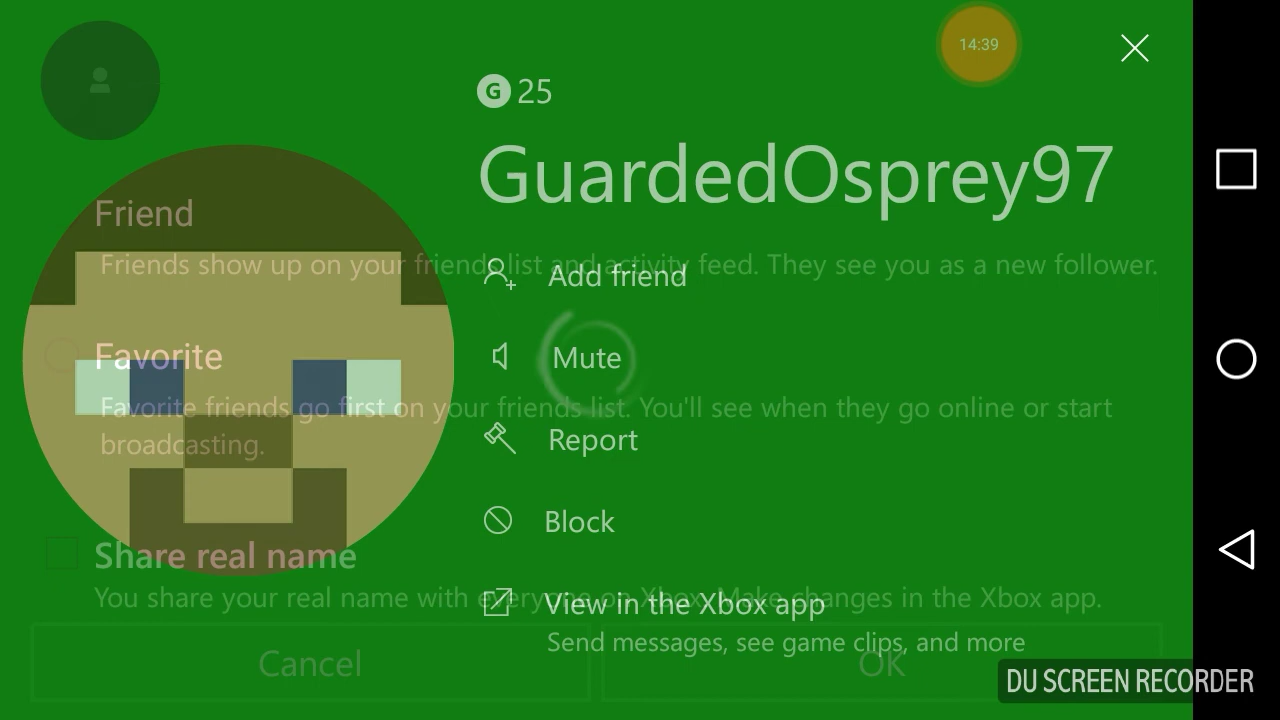 14:39
G 25
GuardedOsprey97
Friend
Friends show up on your friends list and activity feed. They see you as a new follower.
Add friend
Favorite
Mute
Favorite friends go first on your friends list. You'll see when they go online or start
broadcasting.
Report
Block
Share real name
You share your real name with everyone on Xbox. Make changes in the Xbox app.
View in the Xbox app
Send messages, see game clips, and more
Cancel
OK
DU SCREEN RECORDER